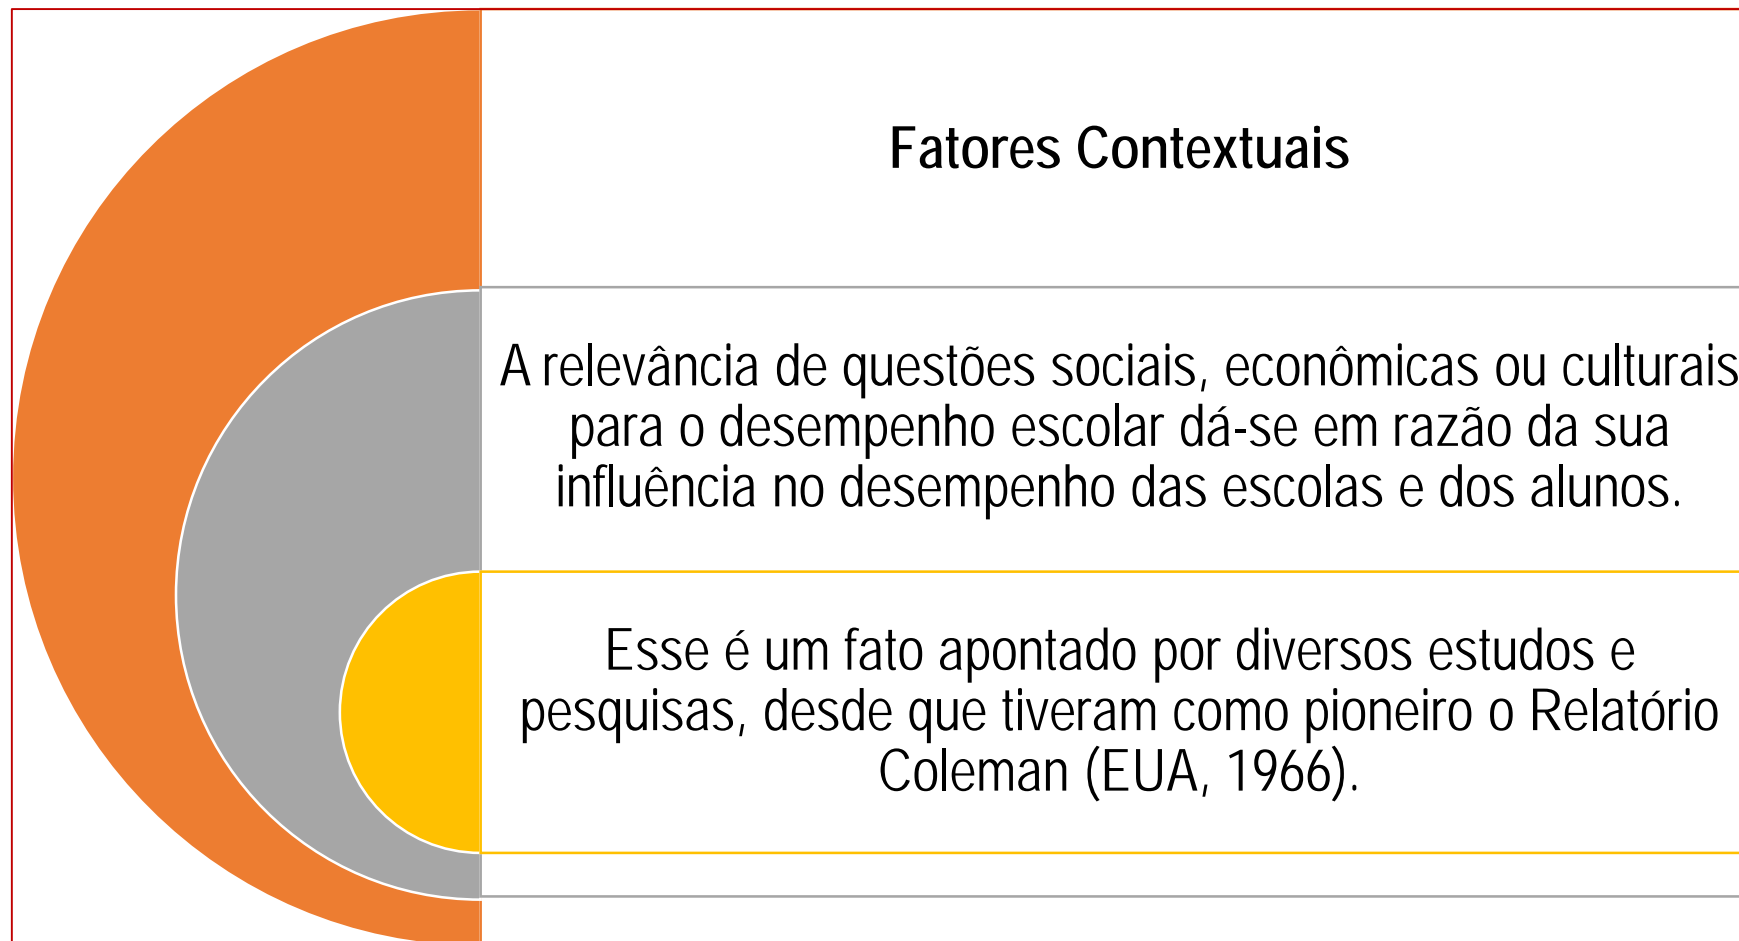 Fatores Contextuais
A relevância de questões sociais, econômicas ou culturais
para o desempenho escolar dá-se em razão da sua
influência no desempenho das escolas e dos alunos.
Esse é um fato apontado por diversos estudos e
pesquisas, desde que tiveram como pioneiro o Relatório
Coleman (EUA, 1966).